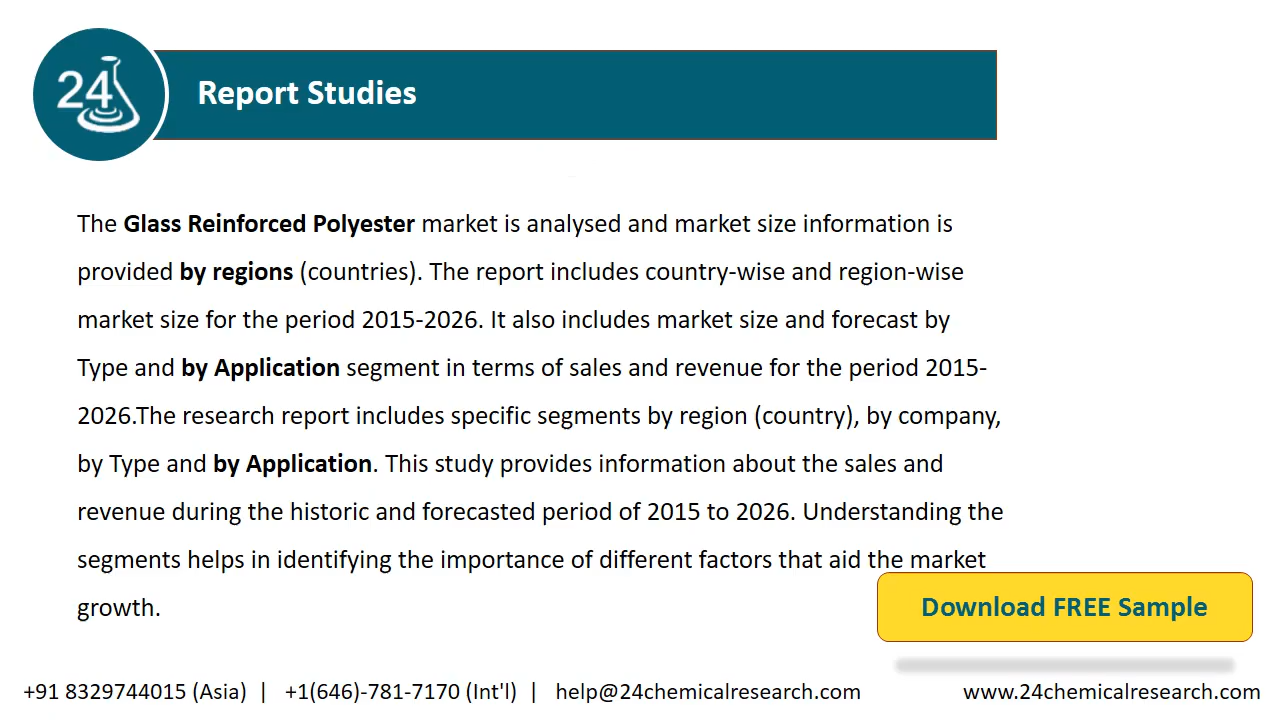 24
Report Studies
The Glass Reinforced Polyester market is analysed and market size information is
provided by regions (countries). The report includes country-wise and region-wise
market size for the period 2015-2026. It also includes market size and forecast by
Type and by Application segment in terms of sales and revenue for the period 2015-
2026.The research report includes specific segments by region (country), by company,
by Type and by Application. This study provides information about the sales and
revenue during the historic and forecasted period of 2015 to 2026. Understanding the
segments helps in identifying the importance of different factors that aid the market
growth.
Download FREE Sample
+91 8329744015 (Asia) | +1(646)-781-7170 (Int'l) | help@24chemicalresearch.com www.24chemicalresearch.com